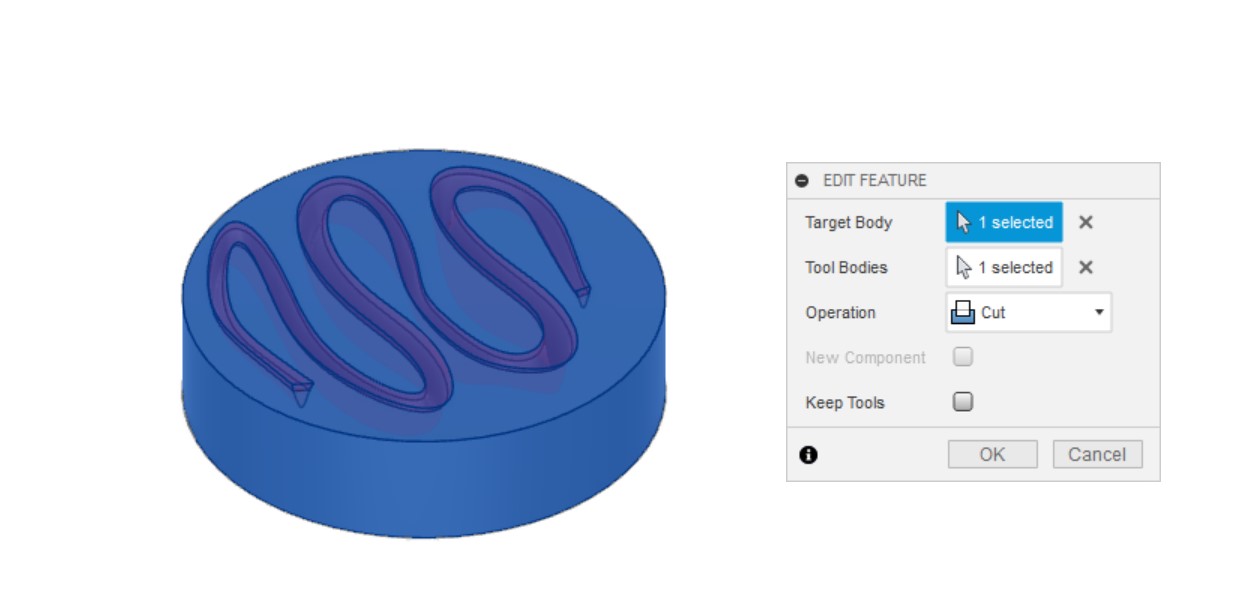 EDIT FEATURE
Target Body 1 selected
Tool Bodies 1 selected
Operation Cut
New Component
Keep Tools
OK Cancel